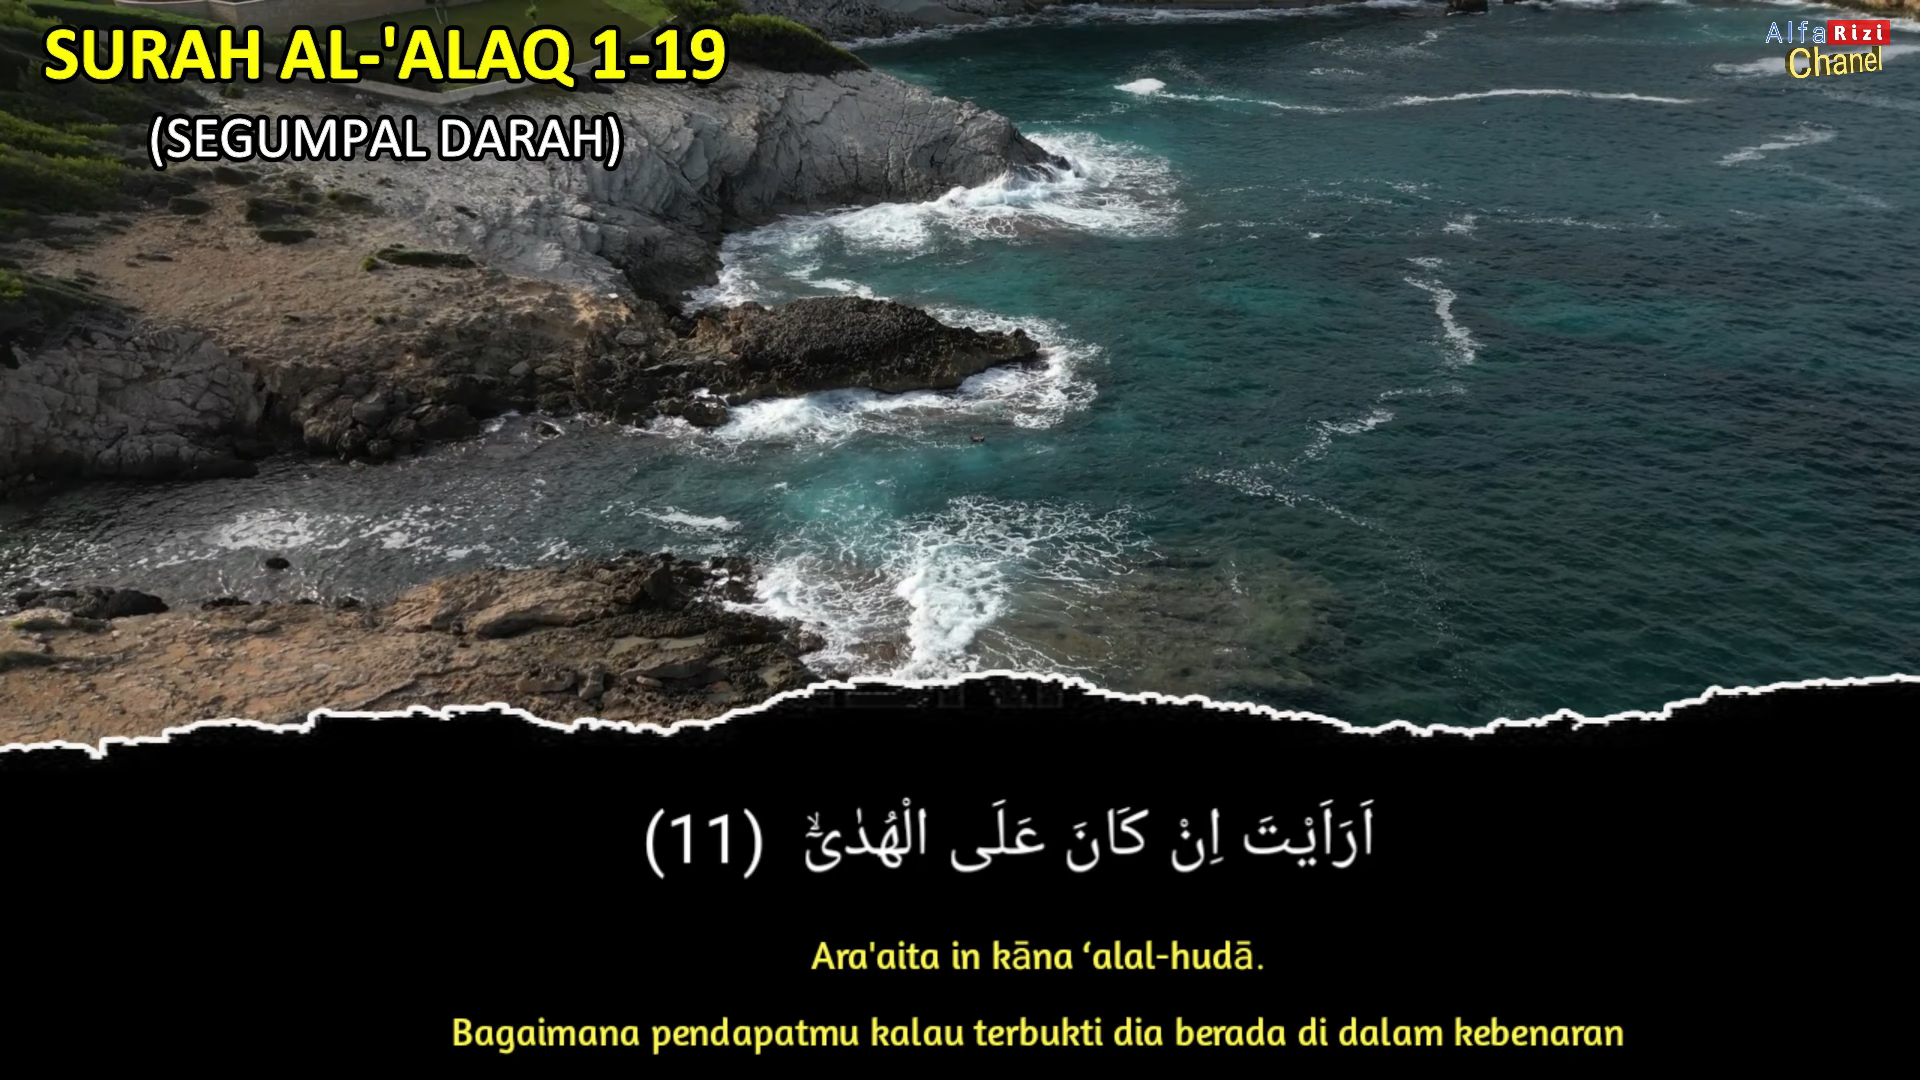 SURAH AL-'ALAQ 1-19
(SEGUMPAL DARAH)
Alfa Rizi
Chanel
اَرَاَيْتَ اِنْ كَانَ عَلَى الْهُدٰىٓۙ (11)
Ara'aita in kāna ‘alal-hudā.
Bagaimana pendapatmu kalau terbukti dia berada di dalam kebenaran